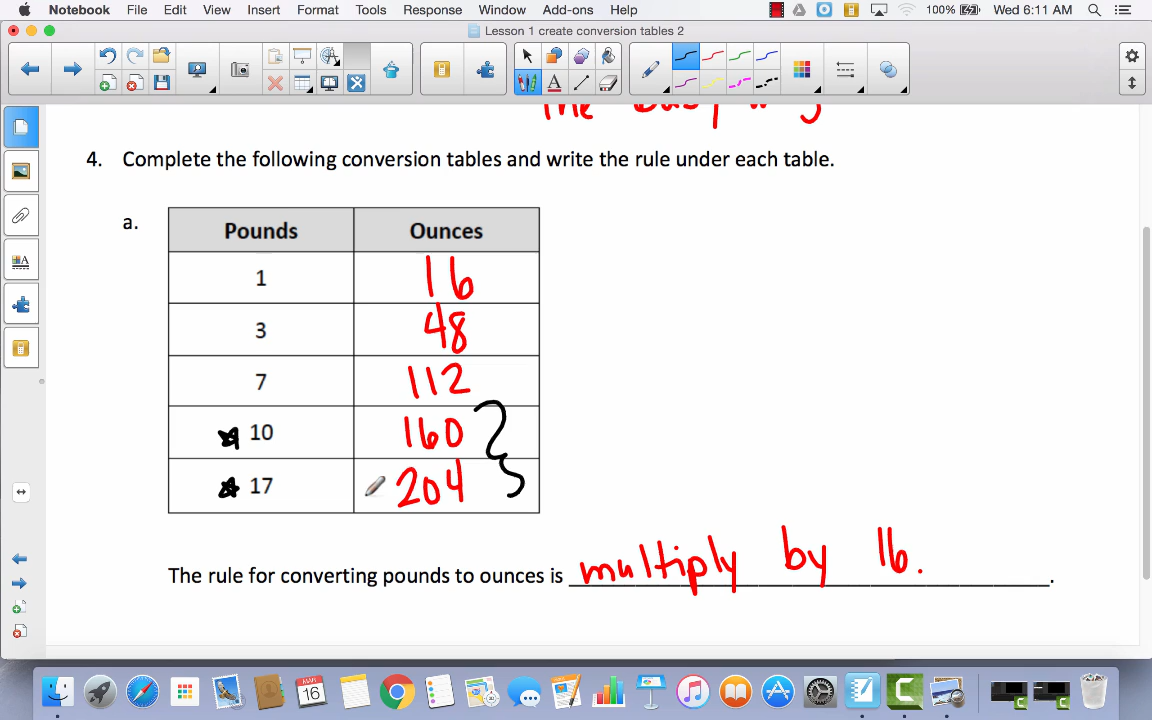 Notebook File Edit View Insert Format Tools Response Window Add-ons Help 100% Wed 6:11 AM
Lesson 1 create conversion tables 2
4. Complete the following conversion tables and write the rule under each table.
a.
Pounds Ounces
1 16
3 48
7 112
10 160
17 204
The rule for converting pounds to ounces is multiply by 16. .
MAR
16